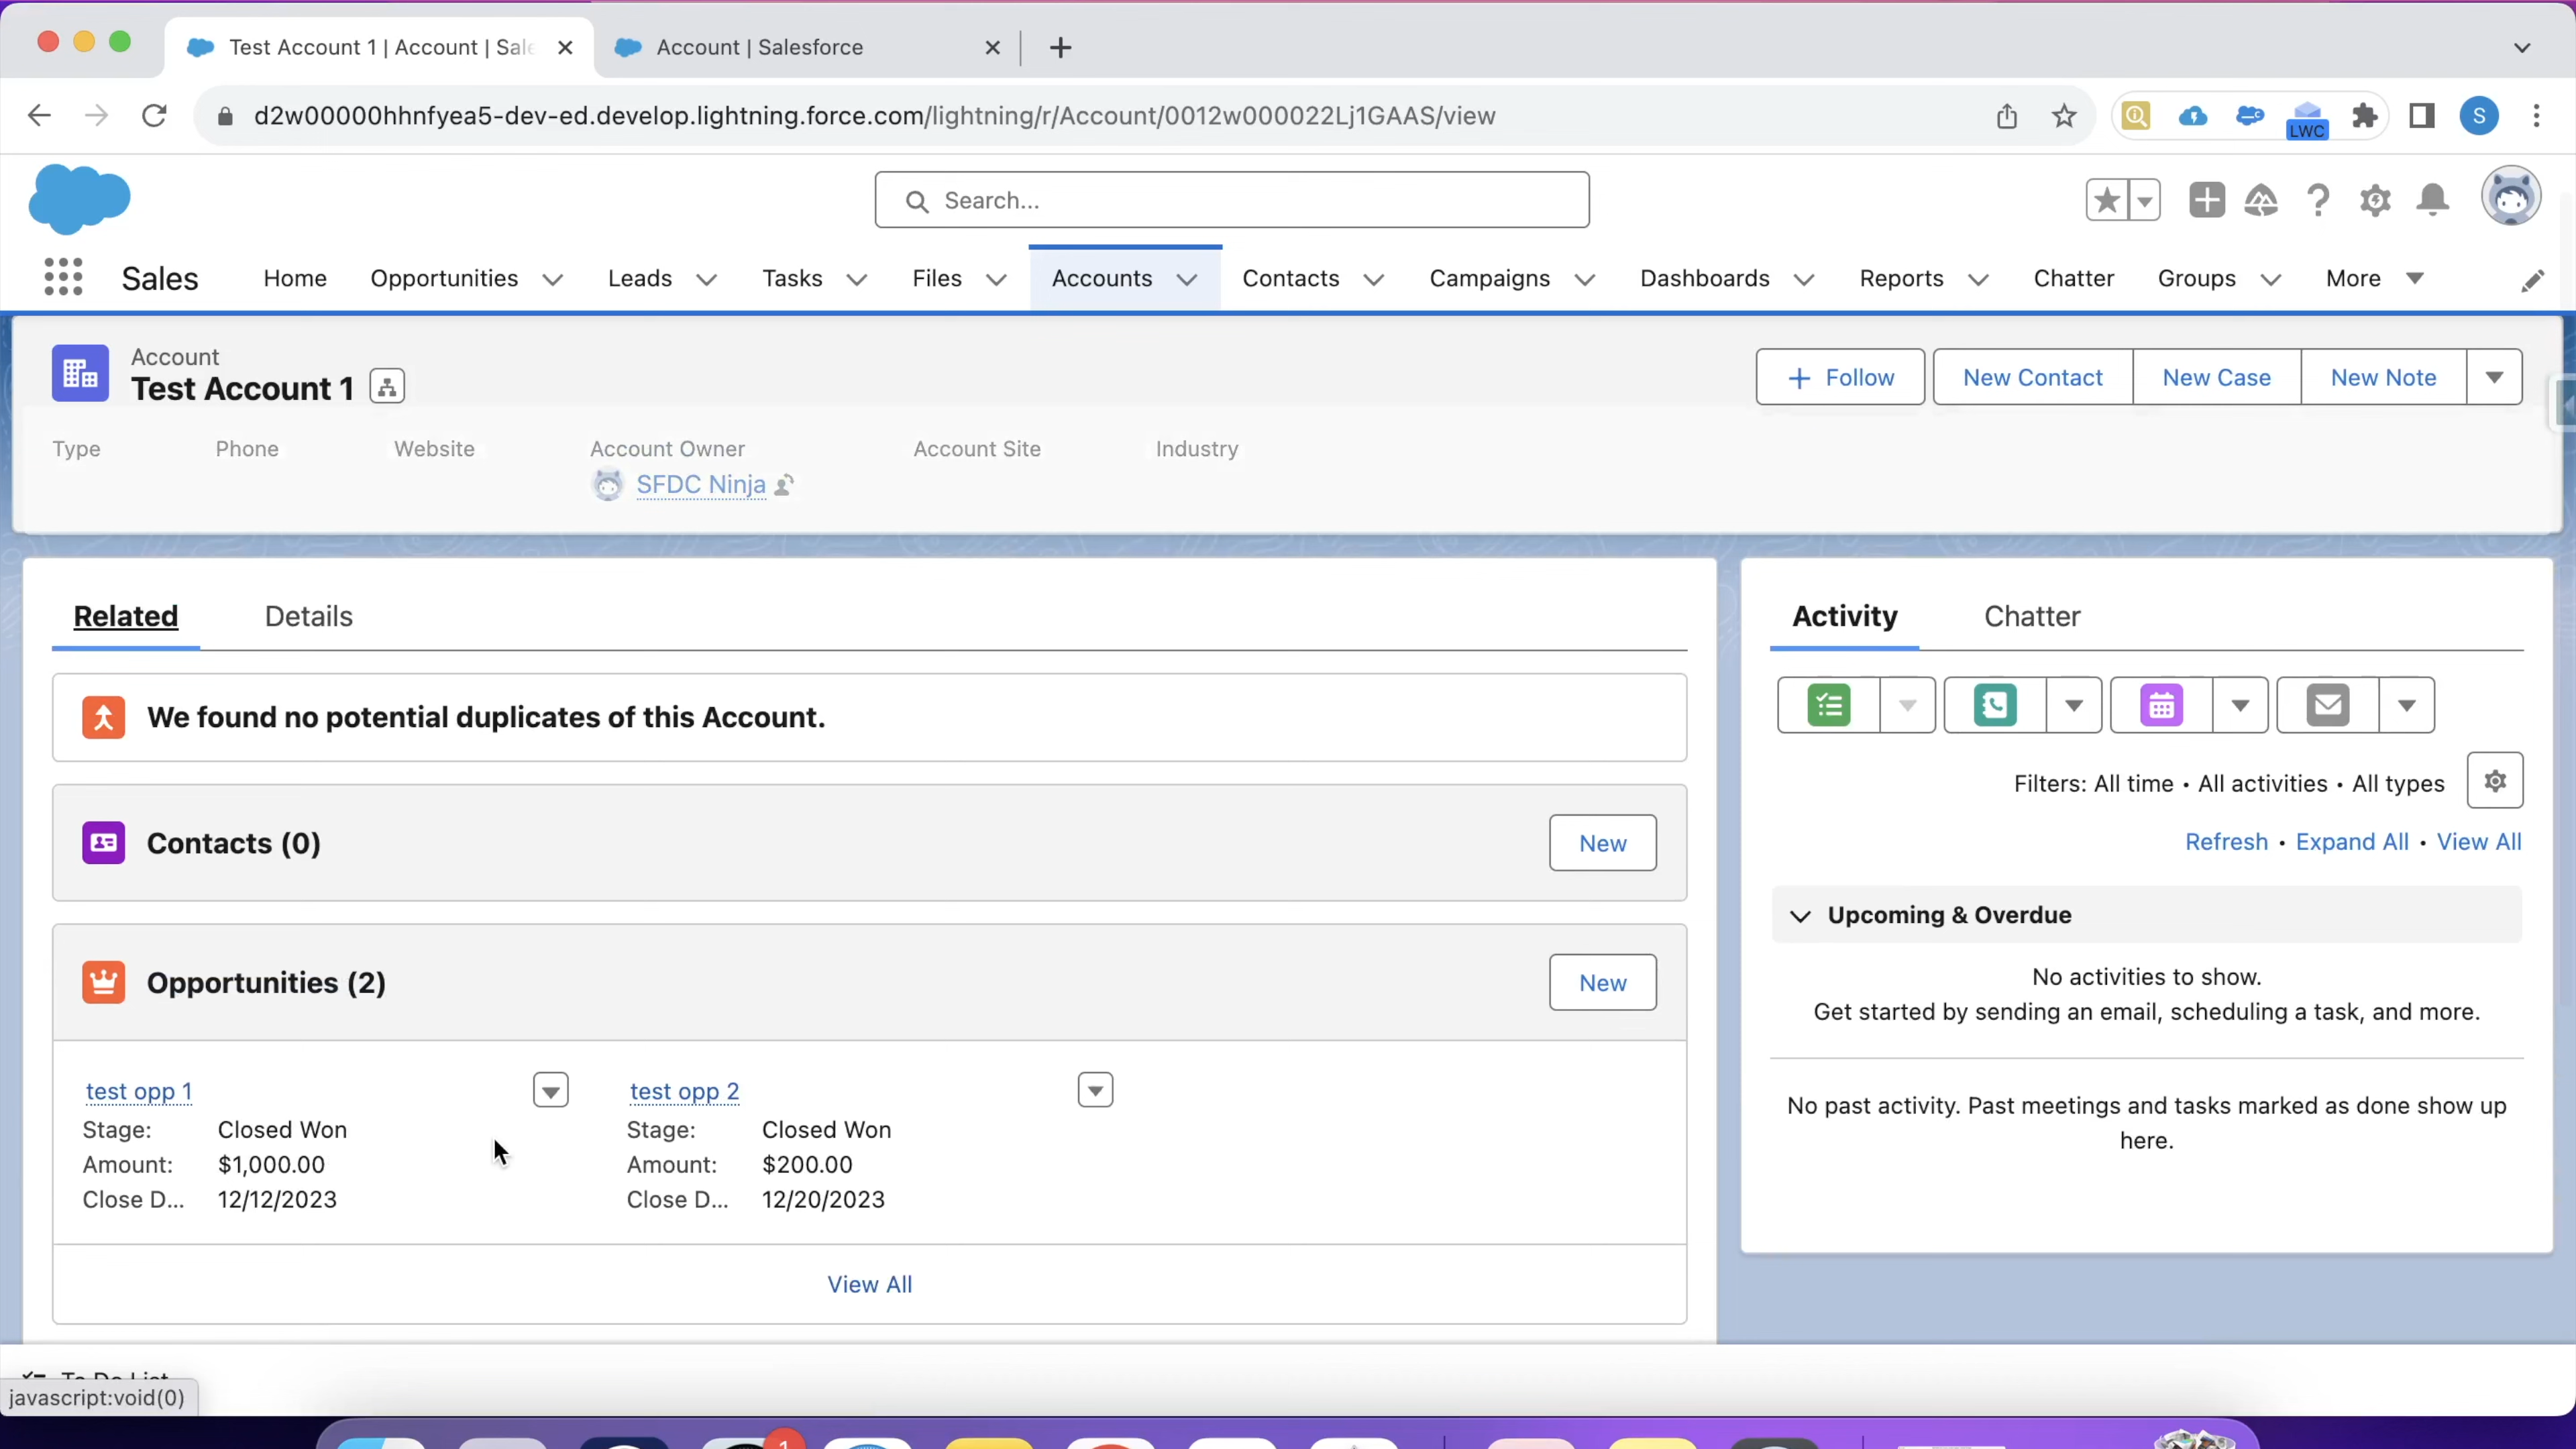 Test Account 1 | Account | Sale
Account | Salesforce
d2w00000hhnfyea5-dev-ed.develop.lightning.force.com/lightning/r/Account/0012w000022Lj1GAAS/view
LWC
S
Search...
Sales
Home
Opportunities
Leads
Tasks
Files
Accounts
Contacts
Campaigns
Dashboards
Reports
Chatter
Groups
More
Account
Test Account 1
Follow
New Contact
New Case
New Note
Type
Phone
Website
Account Owner
Account Site
Industry
SFDC Ninja
Related
Details
We found no potential duplicates of this Account.
Contacts (0)
New
Opportunities (2)
New
test opp 1
Stage: Closed Won
Amount: $1,000.00
Close D... 12/12/2023
test opp 2
Stage: Closed Won
Amount: $200.00
Close D... 12/20/2023
View All
Activity
Chatter
Filters: All time • All activities • All types
Refresh • Expand All • View All
Upcoming & Overdue
No activities to show.
Get started by sending an email, scheduling a task, and more.
No past activity. Past meetings and tasks marked as done show up
here.
To Do List
javascript:void(0)
1